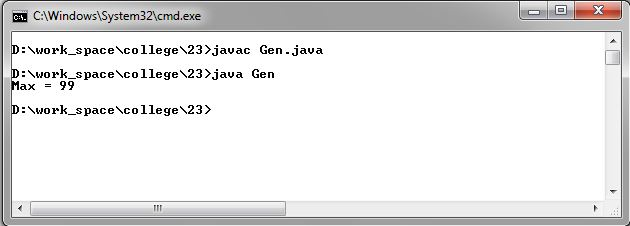 C:\Windows\System32\cmd.exe
D:\work_space\college\23>javac Gen.java
D:\work_space\college\23>java Gen
Max = 99
D:\work_space\college\23>